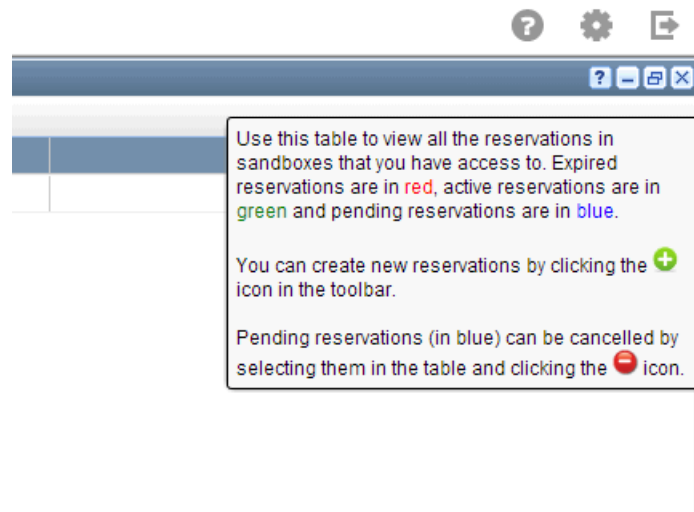 Use this table to view all the reservations in
sandboxes that you have access to. Expired
reservations are in red, active reservations are in
green and pending reservations are in blue.
You can create new reservations by clicking the
icon in the toolbar.
Pending reservations (in blue) can be cancelled by
selecting them in the table and clicking the icon.